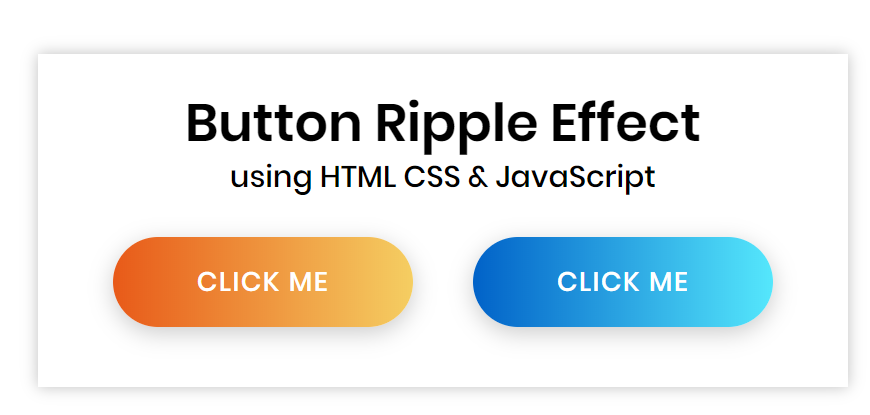 Button Ripple Effect
using HTML CSS & JavaScript
CLICK ME
CLICK ME